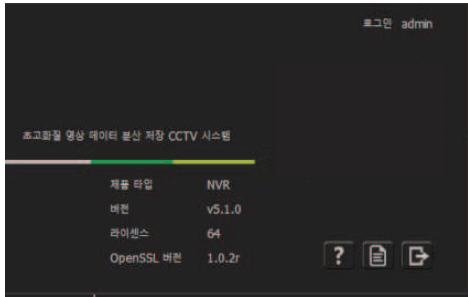 로그인 admin
초고화질 영상 데이터 분산 저장 CCTV 시스템
제품 타입 NVR
버전 v5.1.0
라이센스 64
OpenSSL 버전 1.0.2r
?